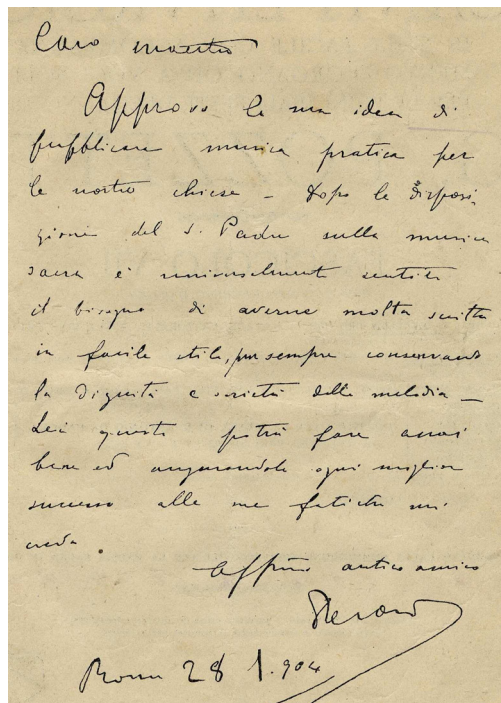 Caro maestro
Approvo la sua idea di
pubblicare musica pratica per
le nostre chiese — Dopo le disposi-
zioni del S. Padre sulla musica
sacra è universalmente sentito
il bisogno di averne molta scritta
in facile stile, pur sempre conservando
la dignità e serietà della melodia —
Lei questo potrà fare assai
bene ed augurandole ogni miglior
successo alle sue fatiche mi
creda.
Affmo antico amico
Roma 28 1. 904